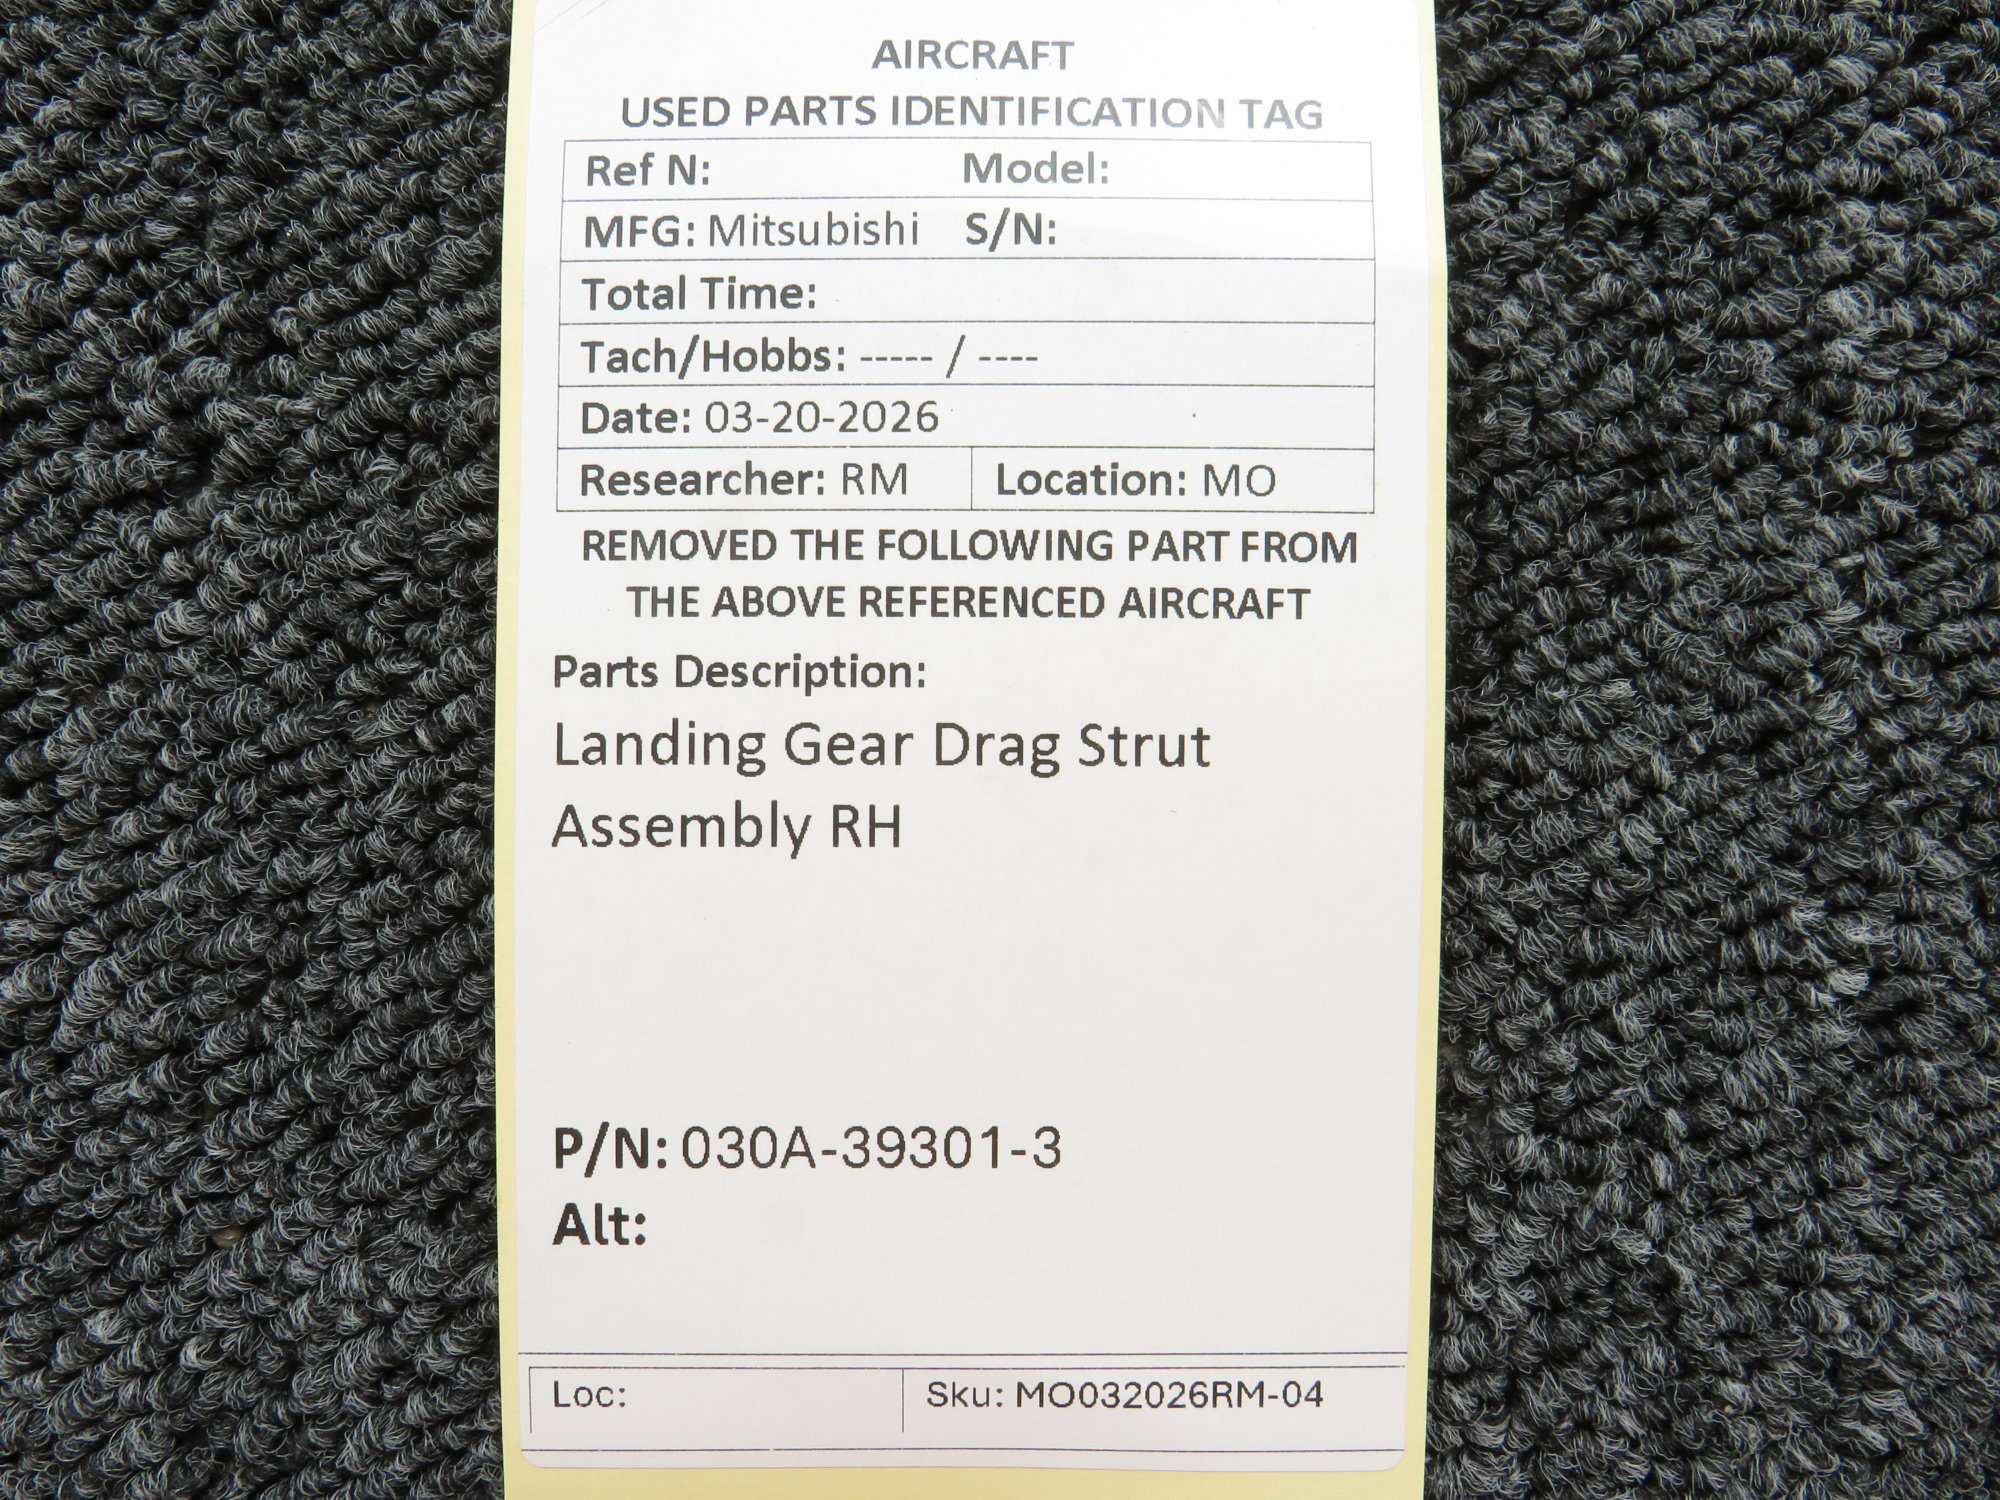 AIRCRAFT
USED PARTS IDENTIFICATION TAG
Ref N: Model:
MFG: Mitsubishi S/N:
Total Time:
Tach/Hobbs: ----- / ----
Date: 03-20-2026
Researcher: RM Location: MO
REMOVED THE FOLLOWING PART FROM
THE ABOVE REFERENCED AIRCRAFT
Parts Description:
Landing Gear Drag Strut
Assembly RH
P/N: 030A-39301-3
Alt:
Loc: Sku: MO032026RM-04